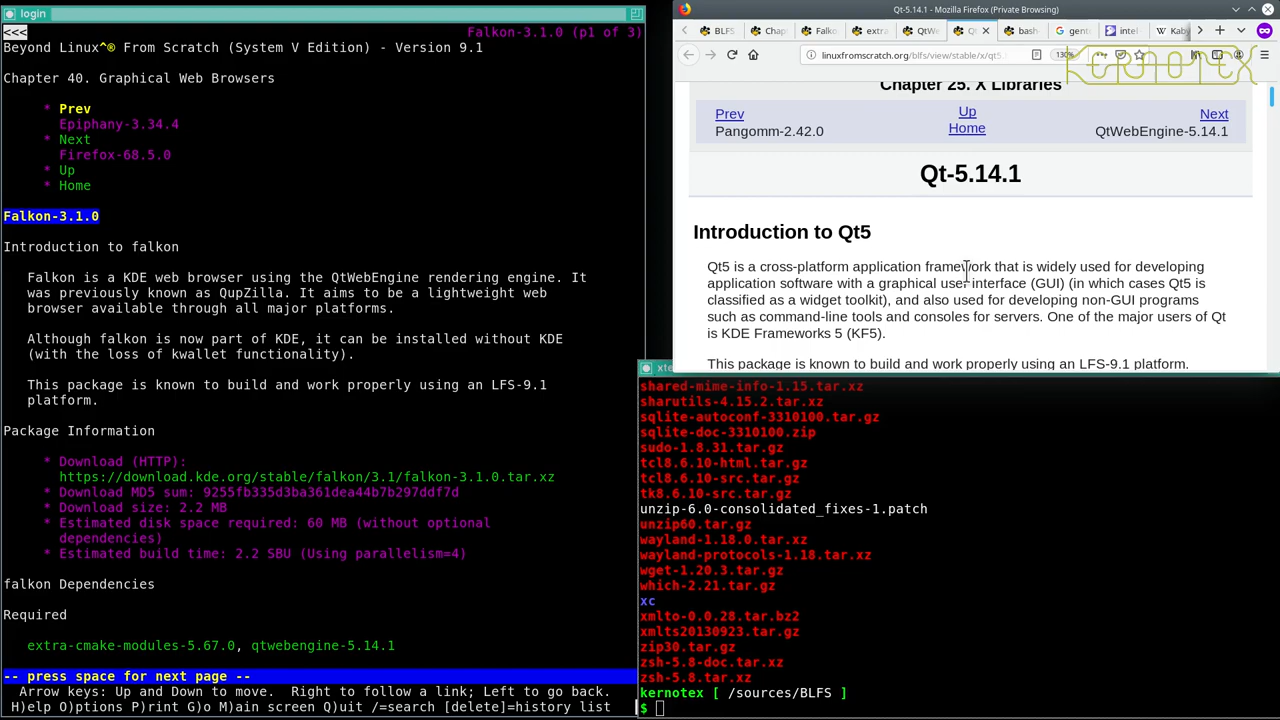 login
<<<
Falkon-3.1.0 (p1 of 3)
Beyond Linux^® From Scratch (System V Edition) - Version 9.1
Chapter 40. Graphical Web Browsers
* Prev
Epiphany-3.34.4
* Next
Firefox-68.5.0
* Up
* Home
Falkon-3.1.0
Introduction to falkon
Falkon is a KDE web browser using the QtWebEngine rendering engine. It
was previously known as QupZilla. It aims to be a lightweight web
browser available through all major platforms.
Although falkon is now part of KDE, it can be installed without KDE
(with the loss of kwallet functionality).
This package is known to build and work properly using an LFS-9.1
platform.
Package Information
* Download (HTTP):
https://download.kde.org/stable/falkon/3.1/falkon-3.1.0.tar.xz
* Download MD5 sum: 9255fb335d3ba361dea44b7b297ddf7d
* Download size: 2.2 MB
* Estimated disk space required: 60 MB (without optional
dependencies)
* Estimated build time: 2.2 SBU (Using parallelism=4)
falkon Dependencies
Required
extra-cmake-modules-5.67.0, qtwebengine-5.14.1
-- press space for next page --
Arrow keys: Up and Down to move. Right to follow a link; Left to go back.
H)elp O)ptions P)rint G)o M)ain screen Q)uit /=search [delete]=history list
Qt-5.14.1 - Mozilla Firefox (Private Browsing)
BLFS
Chap
Falko
extra
QtWe
Qt
bash
gent
intel
Kaby
linuxfromscratch.org/blfs/view/stable/x/qt5.
130%
KERNOTEX
Chapter 25. X Libraries
Prev Up Next
Pangomm-2.42.0 Home QtWebEngine-5.14.1
Qt-5.14.1
Introduction to Qt5
Qt5 is a cross-platform application framework that is widely used for developing
application software with a graphical user interface (GUI) (in which cases Qt5 is
classified as a widget toolkit), and also used for developing non-GUI programs
such as command-line tools and consoles for servers. One of the major users of Qt
is KDE Frameworks 5 (KF5).
This package is known to build and work properly using an LFS-9.1 platform.
xte
shared-mime-info-1.15.tar.xz
sharutils-4.15.2.tar.xz
sqlite-autoconf-3310100.tar.gz
sqlite-doc-3310100.zip
sudo-1.8.31.tar.gz
tcl8.6.10-html.tar.gz
tcl8.6.10-src.tar.gz
tk8.6.10-src.tar.gz
unzip-6.0-consolidated_fixes-1.patch
unzip60.tar.gz
wayland-1.18.0.tar.xz
wayland-protocols-1.18.tar.xz
wget-1.20.3.tar.gz
which-2.21.tar.gz
xc
xmlto-0.0.28.tar.bz2
xmlts20130923.tar.gz
zip30.tar.gz
zsh-5.8-doc.tar.xz
zsh-5.8.tar.xz
kernotex [ /sources/BLFS ]
$